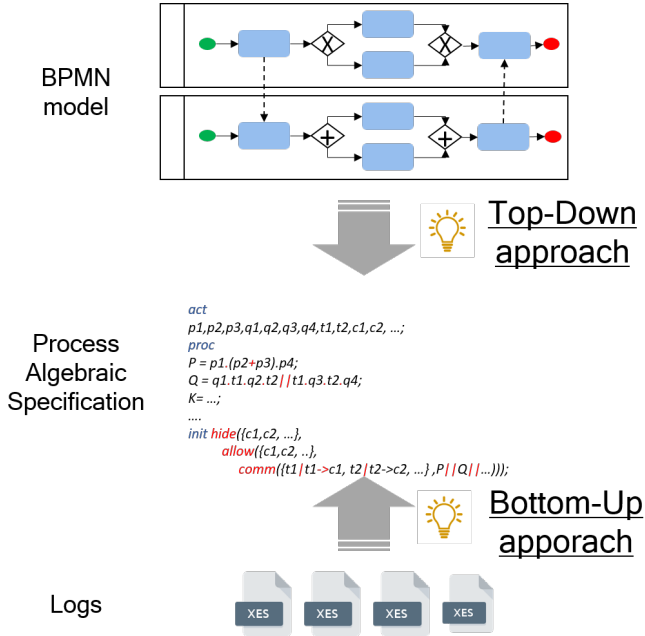 BPMN
model
X
X
+
+
Top-Down
approach
Process
Algebraic
Specification
act
p1,p2,p3,q1,q2,q3,q4,t1,t2,c1,c2, ...;
proc
P = p1.(p2+p3).p4;
Q = q1.t1.q2.t2||t1.q3.t2.q4;
K= ...;
....
init hide({c1,c2, ...},
allow({c1,c2, ..},
comm({t1|t1->c1, t2|t2->c2, ...} ,P||Q||...)));
Bottom-Up
apporach
Logs
XES
XES
XES
XES